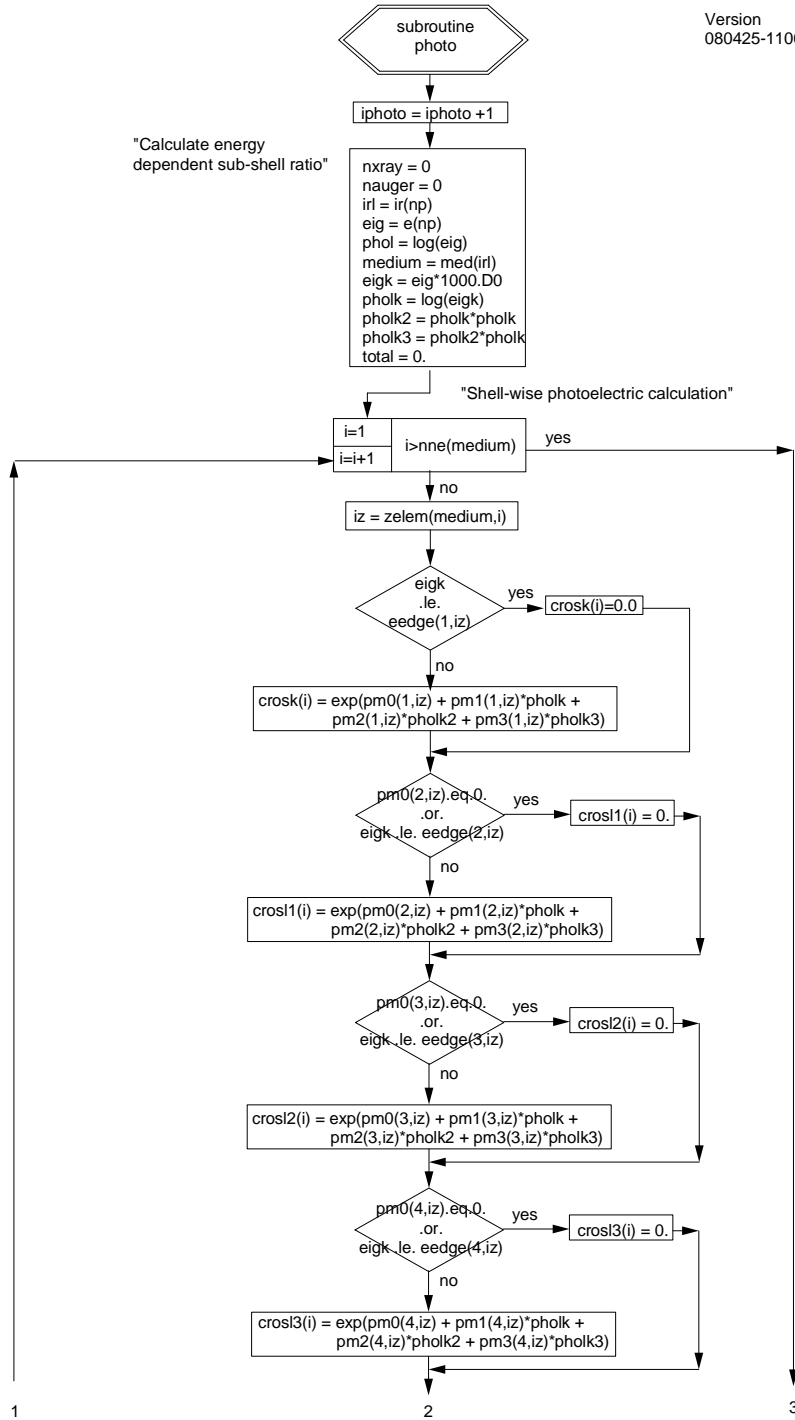 subroutine
photo
Version
080425-1100
iphoto = iphoto +1
"Calculate energy
dependent sub-shell ratio"
nxray = 0
nauger = 0
irl = ir(np)
eig = e(np)
phol = log(eig)
medium = med(irl)
eigk = eig*1000.D0
pholk = log(eigk)
pholk2 = pholk*pholk
pholk3 = pholk2*pholk
total = 0.
"Shell-wise photoelectric calculation"
i=1
i=i+1
i>nne(medium)
yes
no
iz = zelem(medium,i)
eigk
.le.
eedge(1,iz)
yes
crosk(i)=0.0
no
crosk(i) = exp(pm0(1,iz) + pm1(1,iz)*pholk +
pm2(1,iz)*pholk2 + pm3(1,iz)*pholk3)
pm0(2,iz).eq.0.
.or.
eigk .le. eedge(2,iz)
yes
crosl1(i) = 0.
no
crosl1(i) = exp(pm0(2,iz) + pm1(2,iz)*pholk +
pm2(2,iz)*pholk2 + pm3(2,iz)*pholk3)
pm0(3,iz).eq.0.
.or.
eigk .le. eedge(3,iz)
yes
crosl2(i) = 0.
no
crosl2(i) = exp(pm0(3,iz) + pm1(3,iz)*pholk +
pm2(3,iz)*pholk2 + pm3(3,iz)*pholk3)
pm0(4,iz).eq.0.
.or.
eigk .le. eedge(4,iz)
yes
crosl3(i) = 0.
no
crosl3(i) = exp(pm0(4,iz) + pm1(4,iz)*pholk +
pm2(4,iz)*pholk2 + pm3(4,iz)*pholk3)
1
2
3